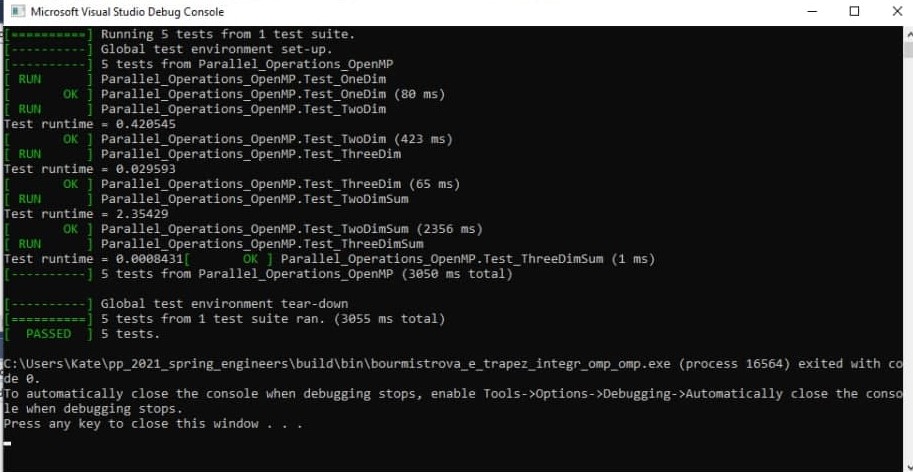 Microsoft Visual Studio Debug Console
[==========] Running 5 tests from 1 test suite.
[----------] Global test environment set-up.
[----------] 5 tests from Parallel_Operations_OpenMP
[ RUN      ] Parallel_Operations_OpenMP.Test_OneDim
[       OK ] Parallel_Operations_OpenMP.Test_OneDim (80 ms)
[ RUN      ] Parallel_Operations_OpenMP.Test_TwoDim
Test runtime = 0.420545
[       OK ] Parallel_Operations_OpenMP.Test_TwoDim (423 ms)
[ RUN      ] Parallel_Operations_OpenMP.Test_ThreeDim
Test runtime = 0.029593
[       OK ] Parallel_Operations_OpenMP.Test_ThreeDim (65 ms)
[ RUN      ] Parallel_Operations_OpenMP.Test_TwoDimSum
Test runtime = 2.35429
[       OK ] Parallel_Operations_OpenMP.Test_TwoDimSum (2356 ms)
[ RUN      ] Parallel_Operations_OpenMP.Test_ThreeDimSum
Test runtime = 0.0008431[       OK ] Parallel_Operations_OpenMP.Test_ThreeDimSum (1 ms)
[----------] 5 tests from Parallel_Operations_OpenMP (3050 ms total)
[----------] Global test environment tear-down
[==========] 5 tests from 1 test suite ran. (3055 ms total)
[  PASSED  ] 5 tests.
C:\Users\Kate\pp_2021_spring_engineers\build\bin\bourmistrova_e_trapez_integr_omp_omp.exe (process 16564) exited with co
de 0.
To automatically close the console when debugging stops, enable Tools->Options->Debugging->Automatically close the conso
le when debugging stops.
Press any key to close this window . . .